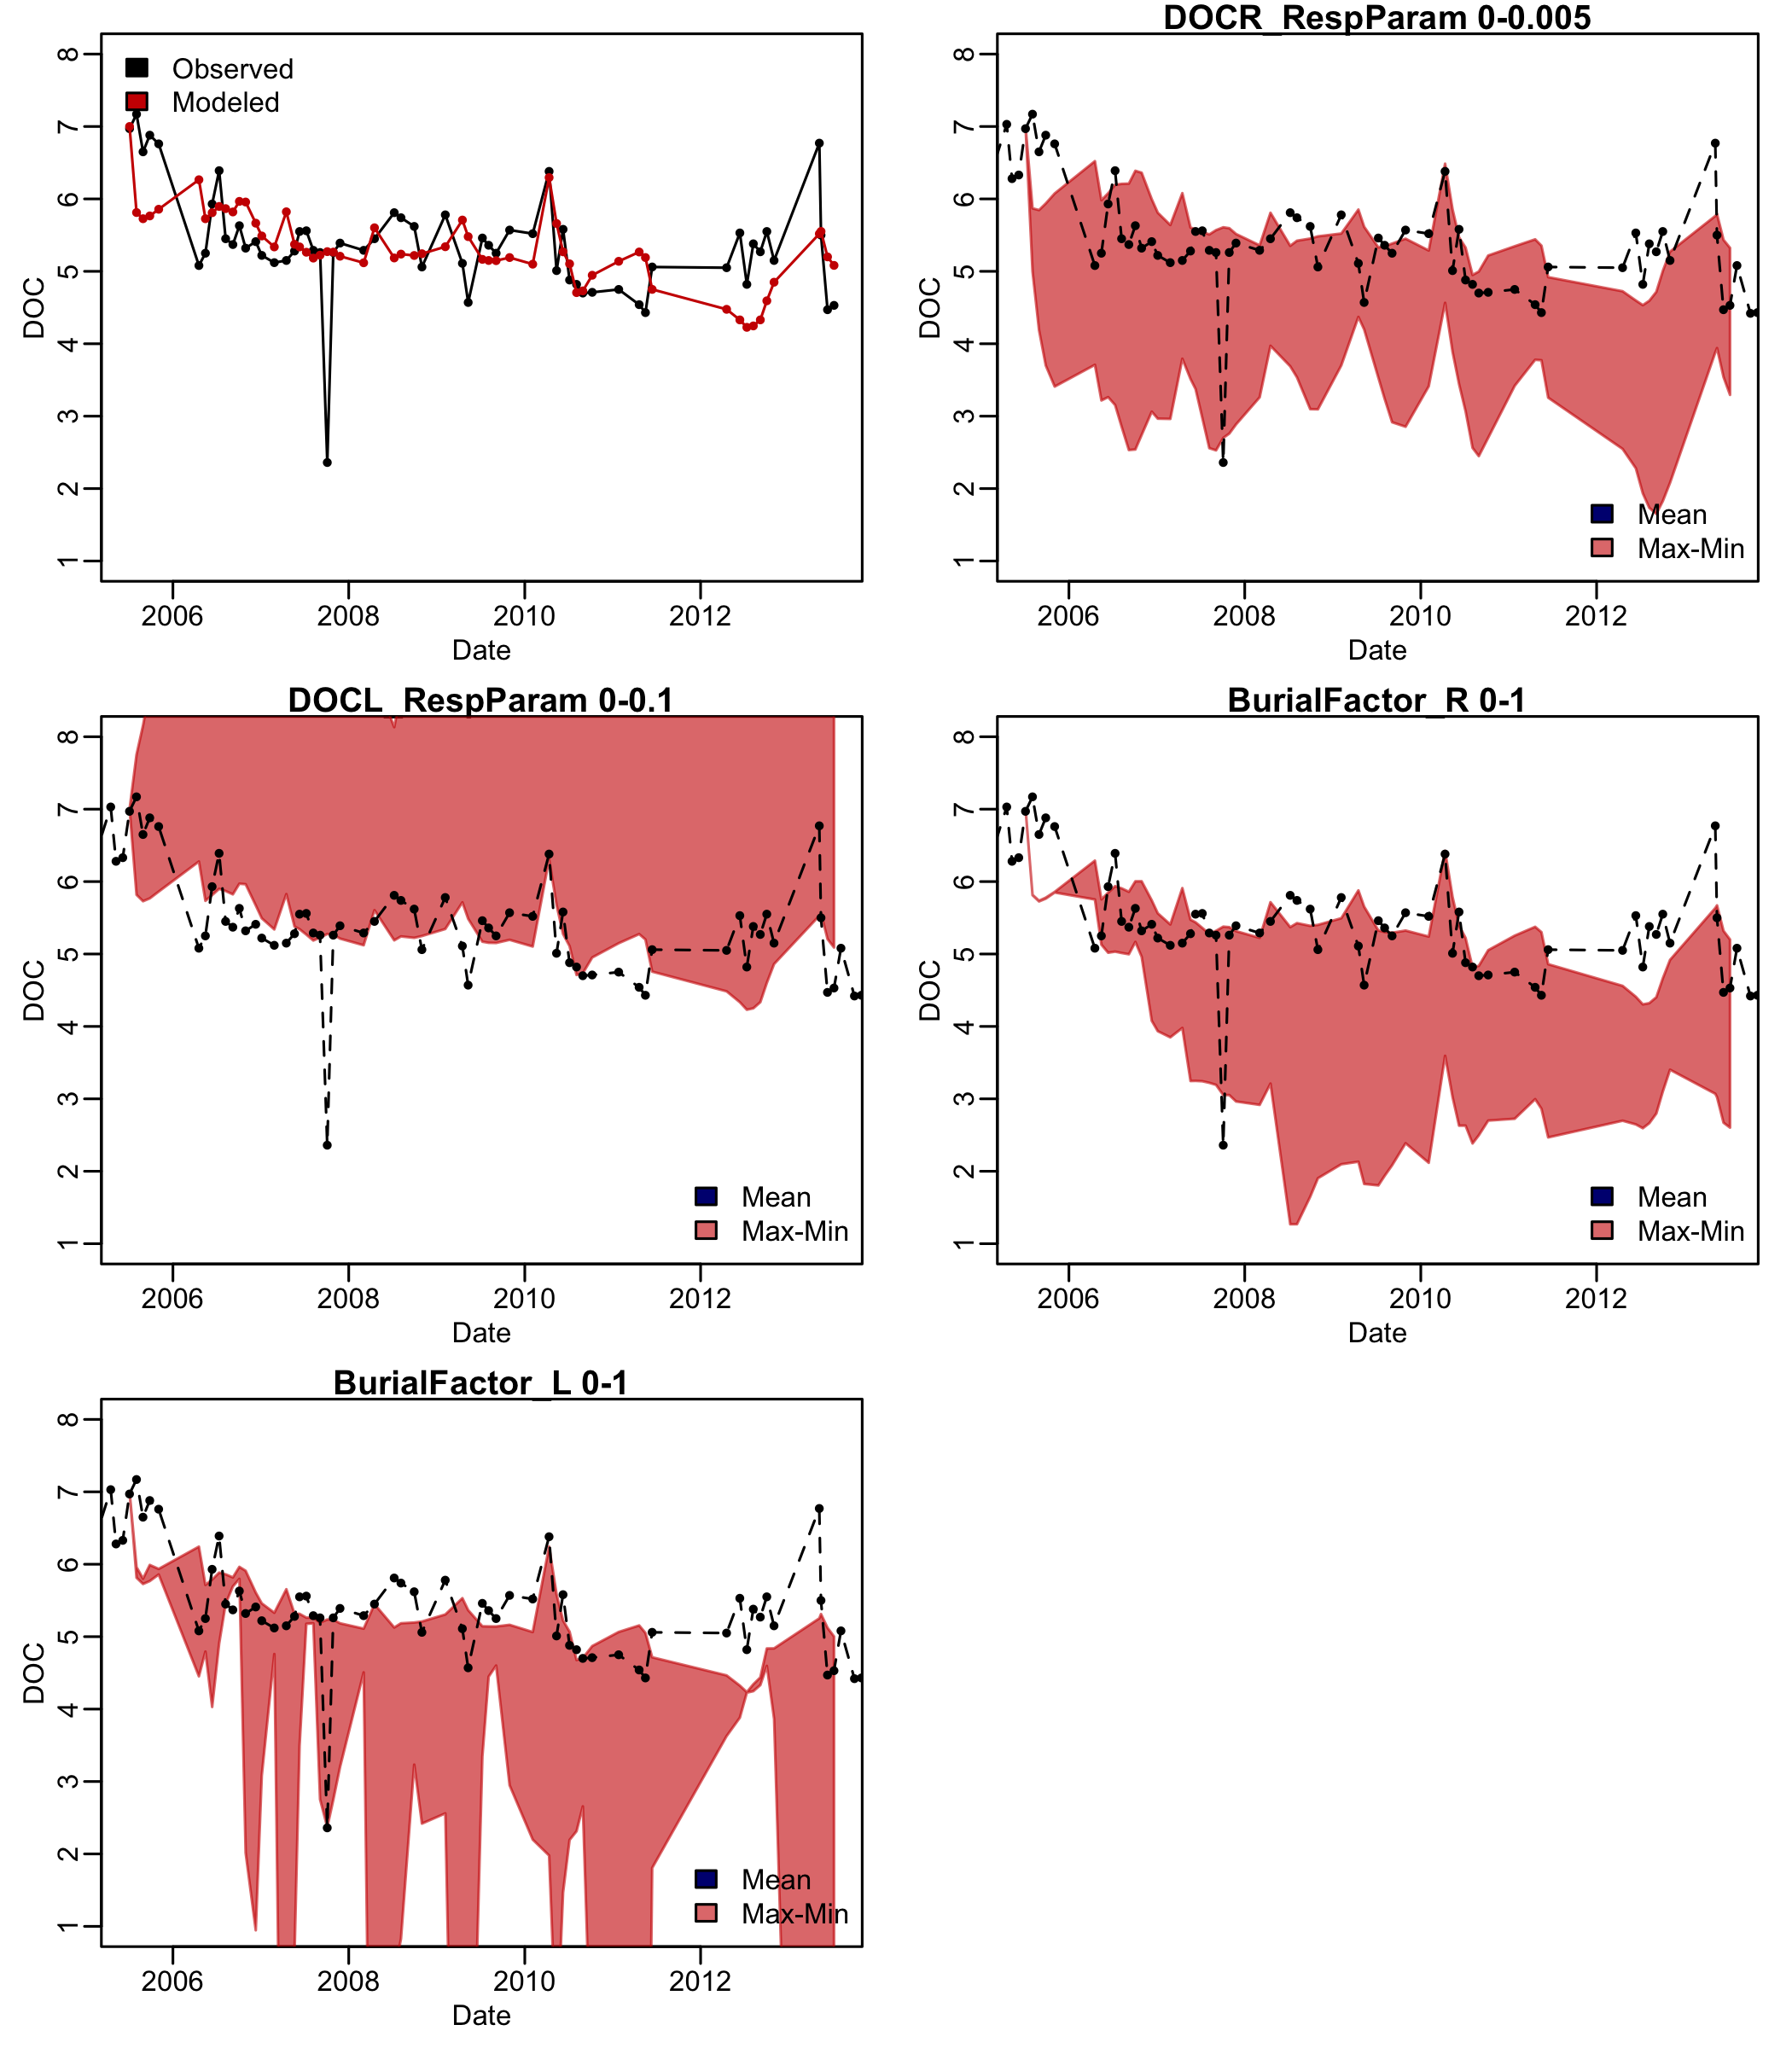 8
7
6
5
4
3
2
1
DOC
Observed
Modeled
2006 2008 2010 2012
Date
DOCR_RespParam 0-0.005
8
7
6
5
4
3
2
1
DOC
Mean
Max-Min
2006 2008 2010 2012
Date
DOCL_RespParam 0-0.1
8
7
6
5
4
3
2
1
DOC
Mean
Max-Min
2006 2008 2010 2012
Date
BurialFactor_R 0-1
8
7
6
5
4
3
2
1
DOC
Mean
Max-Min
2006 2008 2010 2012
Date
BurialFactor_L 0-1
8
7
6
5
4
3
2
1
DOC
Mean
Max-Min
2006 2008 2010 2012
Date